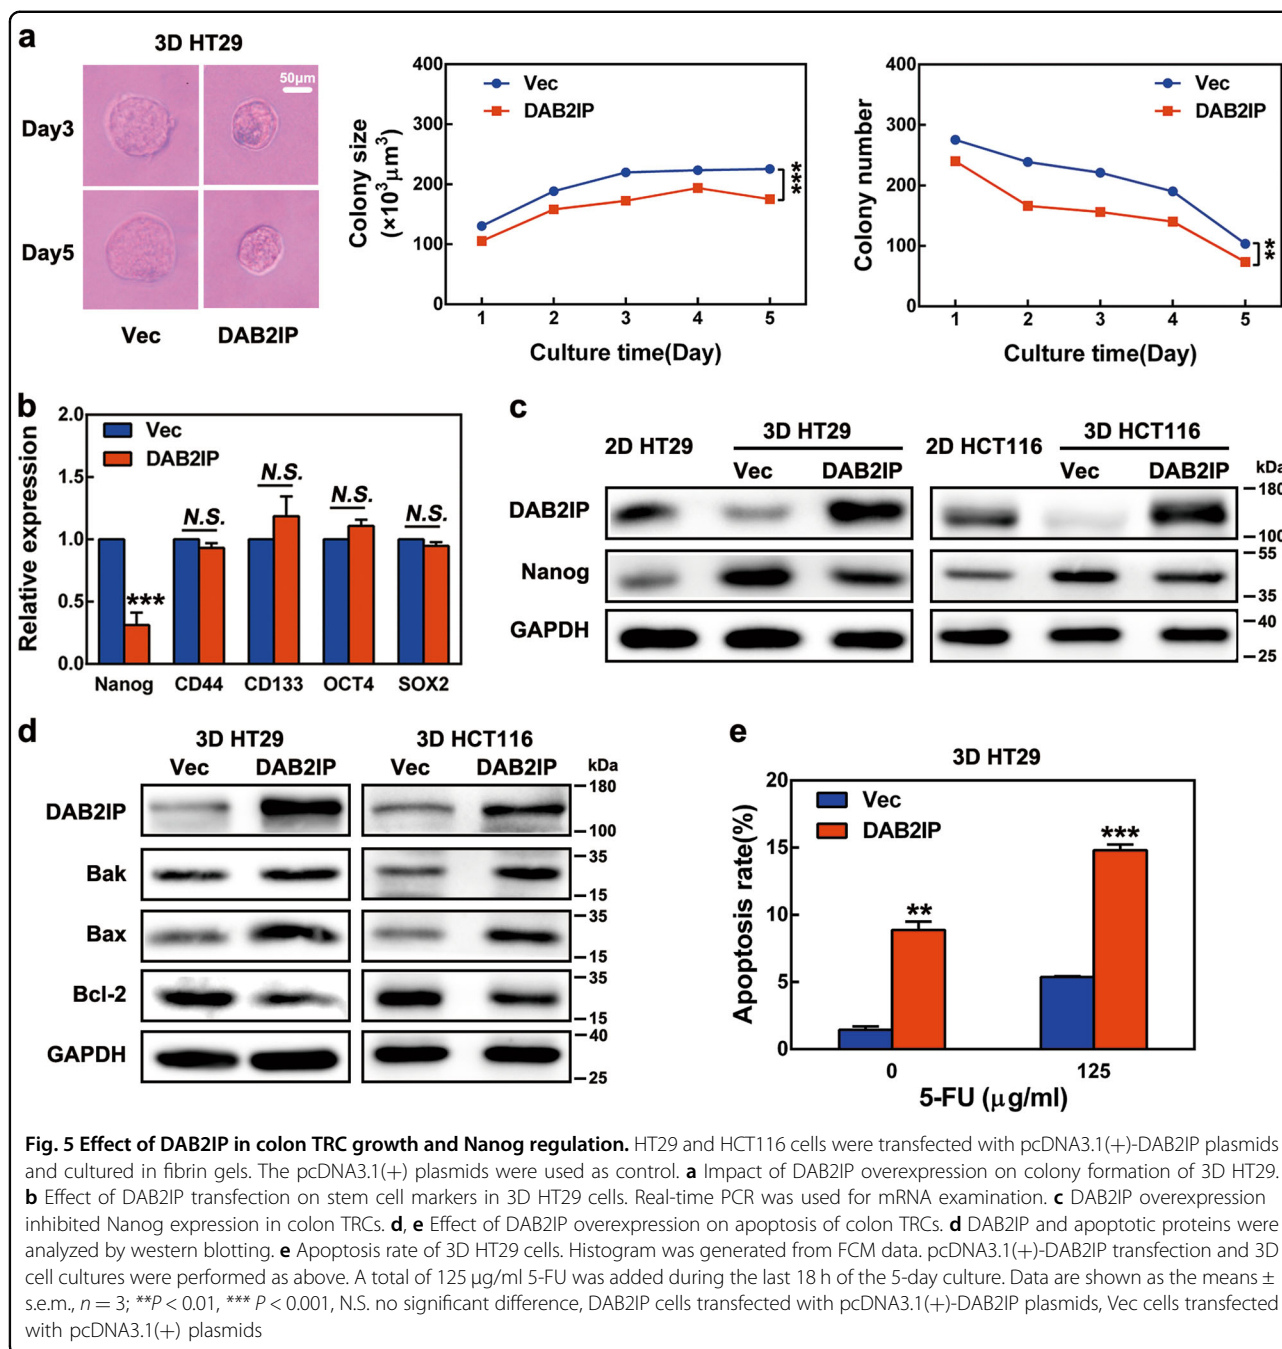 a
3D HT29
50μm
Day3
Day5
Vec
DAB2IP
Colony size
(×10³μm³)
400
300
200
100
0
Vec
DAB2IP
***
1 2 3 4 5
Culture time(Day)
Colony number
400
300
200
100
0
Vec
DAB2IP
**
1 2 3 4 5
Culture time(Day)
b
Relative expression
2.0
1.5
1.0
0.5
0.0
Vec
DAB2IP
***
N.S.
N.S.
N.S.
N.S.
Nanog CD44 CD133 OCT4 SOX2
c
2D HT29
3D HT29
Vec DAB2IP
2D HCT116
3D HCT116
Vec DAB2IP
kDa
DAB2IP
180
100
Nanog
55
35
GAPDH
40
25
d
3D HT29
Vec DAB2IP
3D HCT116
Vec DAB2IP
kDa
DAB2IP
180
100
Bak
35
15
Bax
35
15
Bcl-2
35
15
GAPDH
40
25
e
3D HT29
Apoptosis rate(%)
20
15
10
5
0
Vec
DAB2IP
**
***
0 125
5-FU (μg/ml)
Fig. 5 Effect of DAB2IP in colon TRC growth and Nanog regulation. HT29 and HCT116 cells were transfected with pcDNA3.1(+)-DAB2IP plasmids
and cultured in fibrin gels. The pcDNA3.1(+) plasmids were used as control. a Impact of DAB2IP overexpression on colony formation of 3D HT29.
b Effect of DAB2IP transfection on stem cell markers in 3D HT29 cells. Real-time PCR was used for mRNA examination. c DAB2IP overexpression
inhibited Nanog expression in colon TRCs. d, e Effect of DAB2IP overexpression on apoptosis of colon TRCs. d DAB2IP and apoptotic proteins were
analyzed by western blotting. e Apoptosis rate of 3D HT29 cells. Histogram was generated from FCM data. pcDNA3.1(+)-DAB2IP transfection and 3D
cell cultures were performed as above. A total of 125 μg/ml 5-FU was added during the last 18 h of the 5-day culture. Data are shown as the means ±
s.e.m., n = 3; **P < 0.01, *** P < 0.001, N.S. no significant difference, DAB2IP cells transfected with pcDNA3.1(+)-DAB2IP plasmids, Vec cells transfected
with pcDNA3.1(+) plasmids